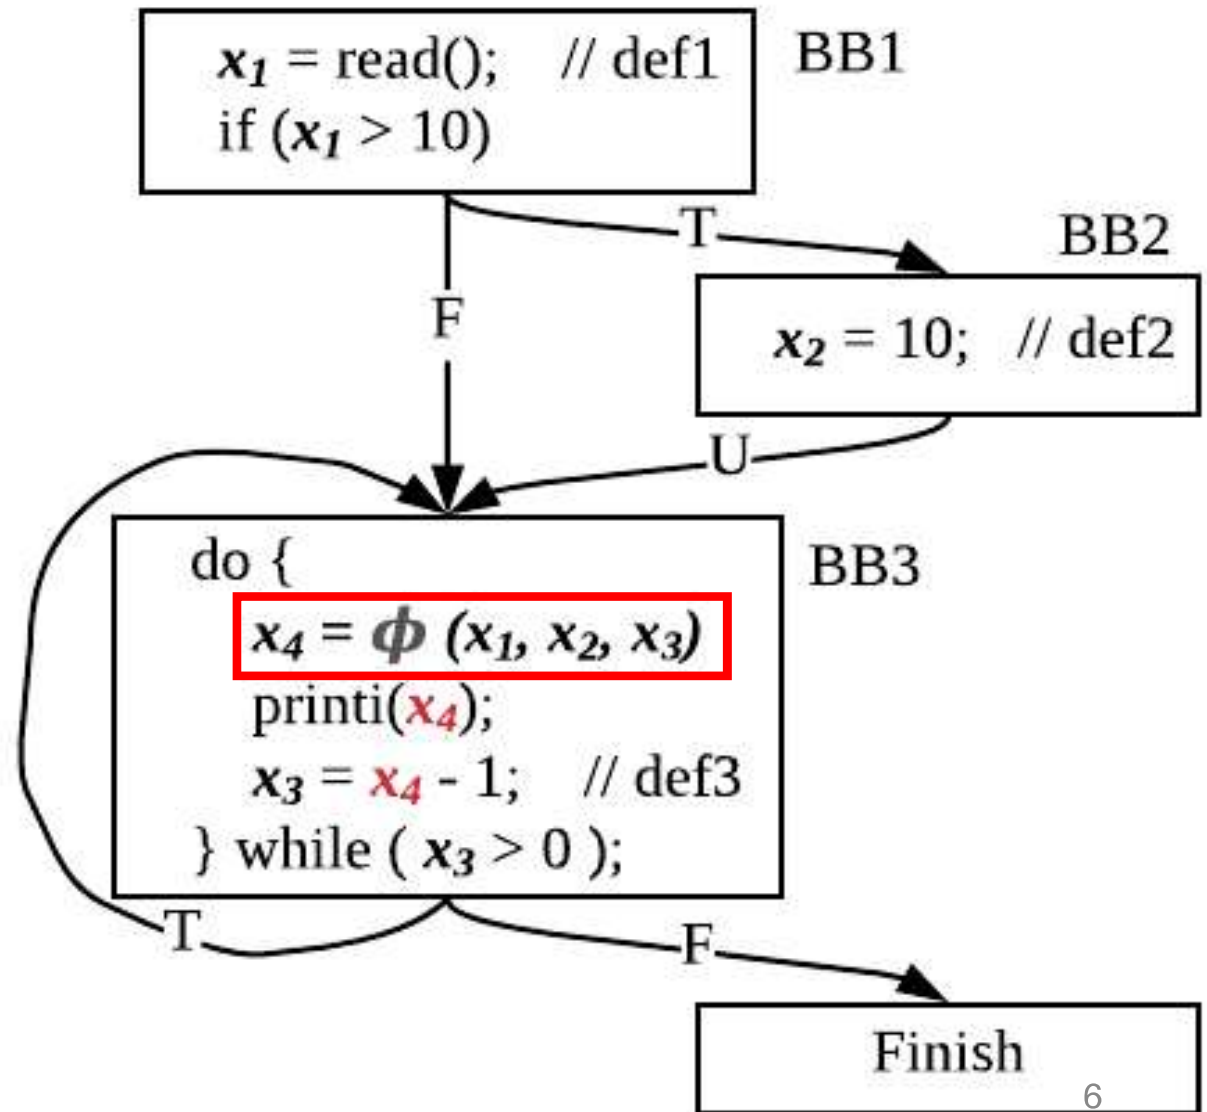 x₁ = read(); // def1
if (x₁ > 10)
BB1
T
BB2
F
x₂ = 10; // def2
U
BB3
do {
x₄ = ϕ (x₁, x₂, x₃)
printi(x₄);
x₃ = x₄ - 1; // def3
} while ( x₃ > 0 );
T
F
Finish
6